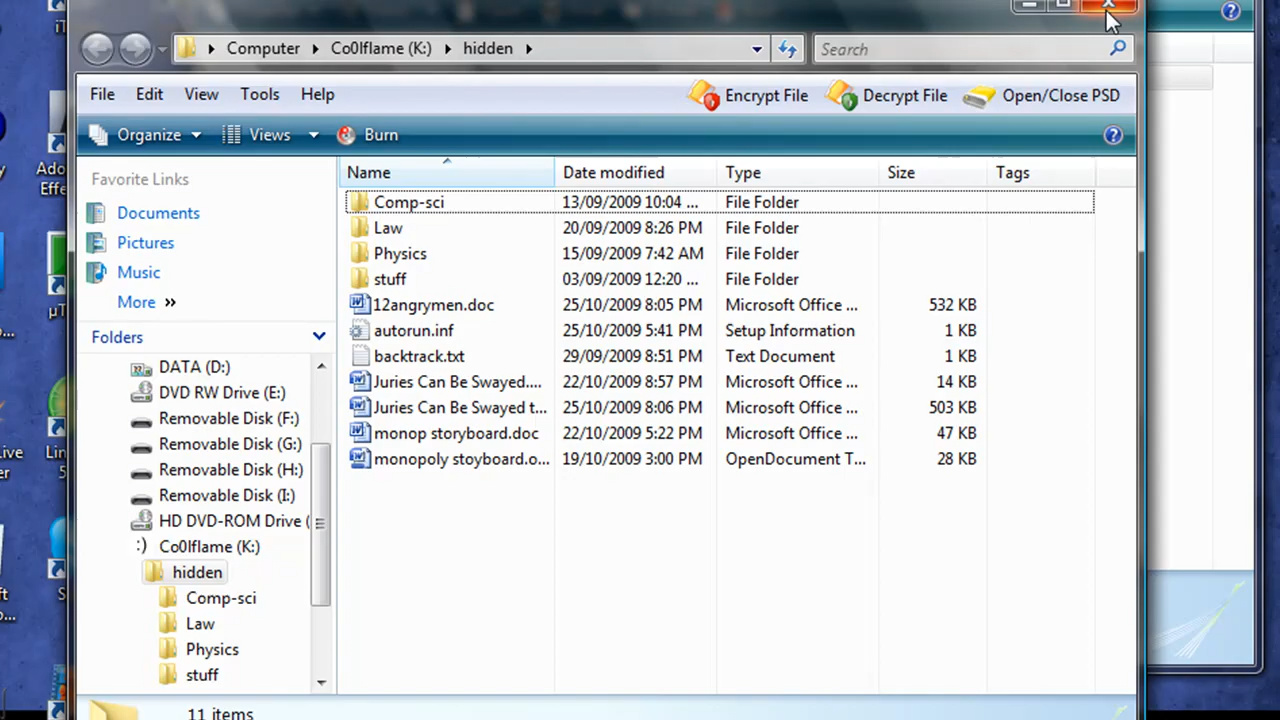 Computer Co0lflame (K:) hidden Search
File Edit View Tools Help Encrypt File Decrypt File Open/Close PSD
Organize Views Burn
Favorite Links
Documents
Pictures
Music
More »
Folders
DATA (D:)
DVD RW Drive (E:)
Removable Disk (F:)
Removable Disk (G:)
Removable Disk (H:)
Removable Disk (I:)
HD DVD-ROM Drive (
:) Co0lflame (K:)
hidden
Comp-sci
Law
Physics
stuff
Name Date modified Type Size Tags
Comp-sci 13/09/2009 10:04 ... File Folder
Law 20/09/2009 8:26 PM File Folder
Physics 15/09/2009 7:42 AM File Folder
stuff 03/09/2009 12:20 ... File Folder
12angrymen.doc 25/10/2009 8:05 PM Microsoft Office ... 532 KB
autorun.inf 25/10/2009 5:41 PM Setup Information 1 KB
backtrack.txt 29/09/2009 8:51 PM Text Document 1 KB
Juries Can Be Swayed.... 22/10/2009 8:57 PM Microsoft Office ... 14 KB
Juries Can Be Swayed t... 25/10/2009 8:06 PM Microsoft Office ... 503 KB
monop storyboard.doc 22/10/2009 5:22 PM Microsoft Office ... 47 KB
monopoly stoyboard.o... 19/10/2009 3:00 PM OpenDocument T... 28 KB
11 items
iT
Ado
Effe
µT
Live
Lin
er
5
ft
S